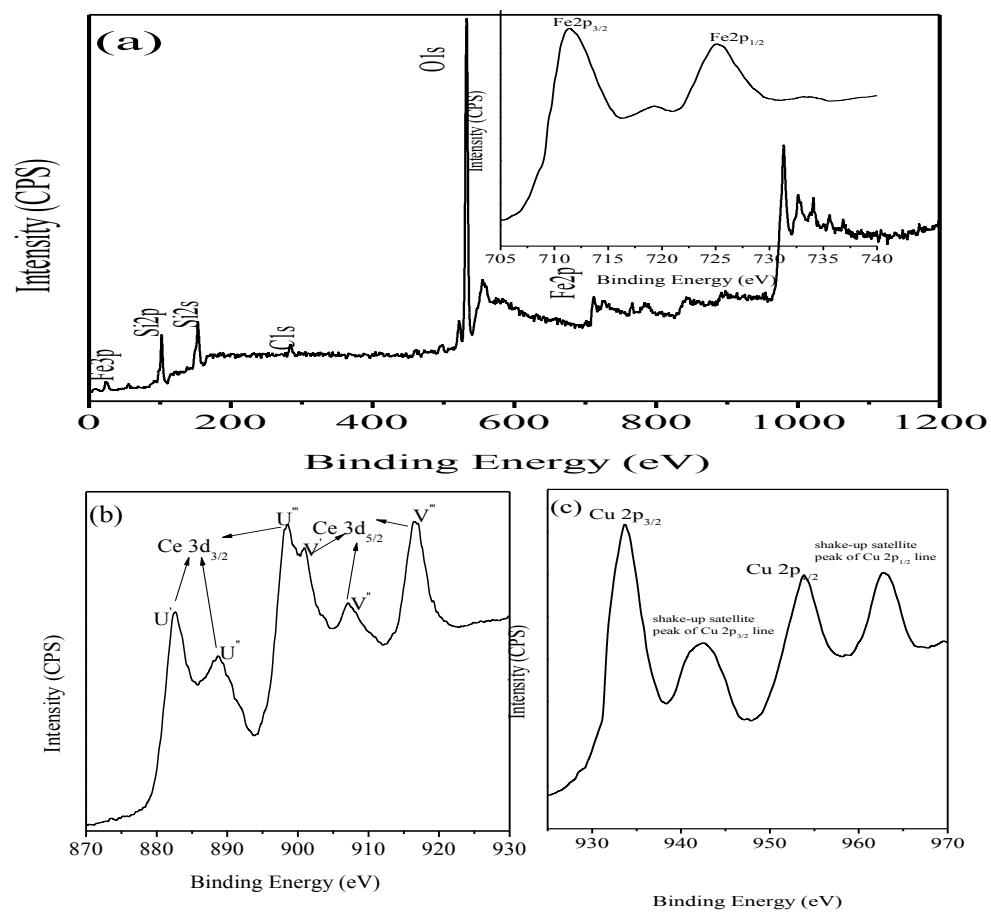 (a)
Intensity (CPS)
Fe3p
Si2p
Si2s
C1s
O1s
Fe2p
0 200 400 600 800 1000 1200
Binding Energy (eV)
Fe2p3/2
Fe2p1/2
Intensity (CPS)
705 710 715 720 725 730 735 740
Binding Energy (eV)
(b)
U'''
Ce 3d5/2
V'''
Ce 3d3/2
V'
U'
V''
U''
Intensity (CPS)
870 880 890 900 910 920 930
Binding Energy (eV)
(c)
Cu 2p3/2
shake-up satellite
peak of Cu 2p1/2 line
Cu 2p1/2
shake-up satellite
peak of Cu 2p3/2 line
Intensity (CPS)
930 940 950 960 970
Binding Energy (eV)